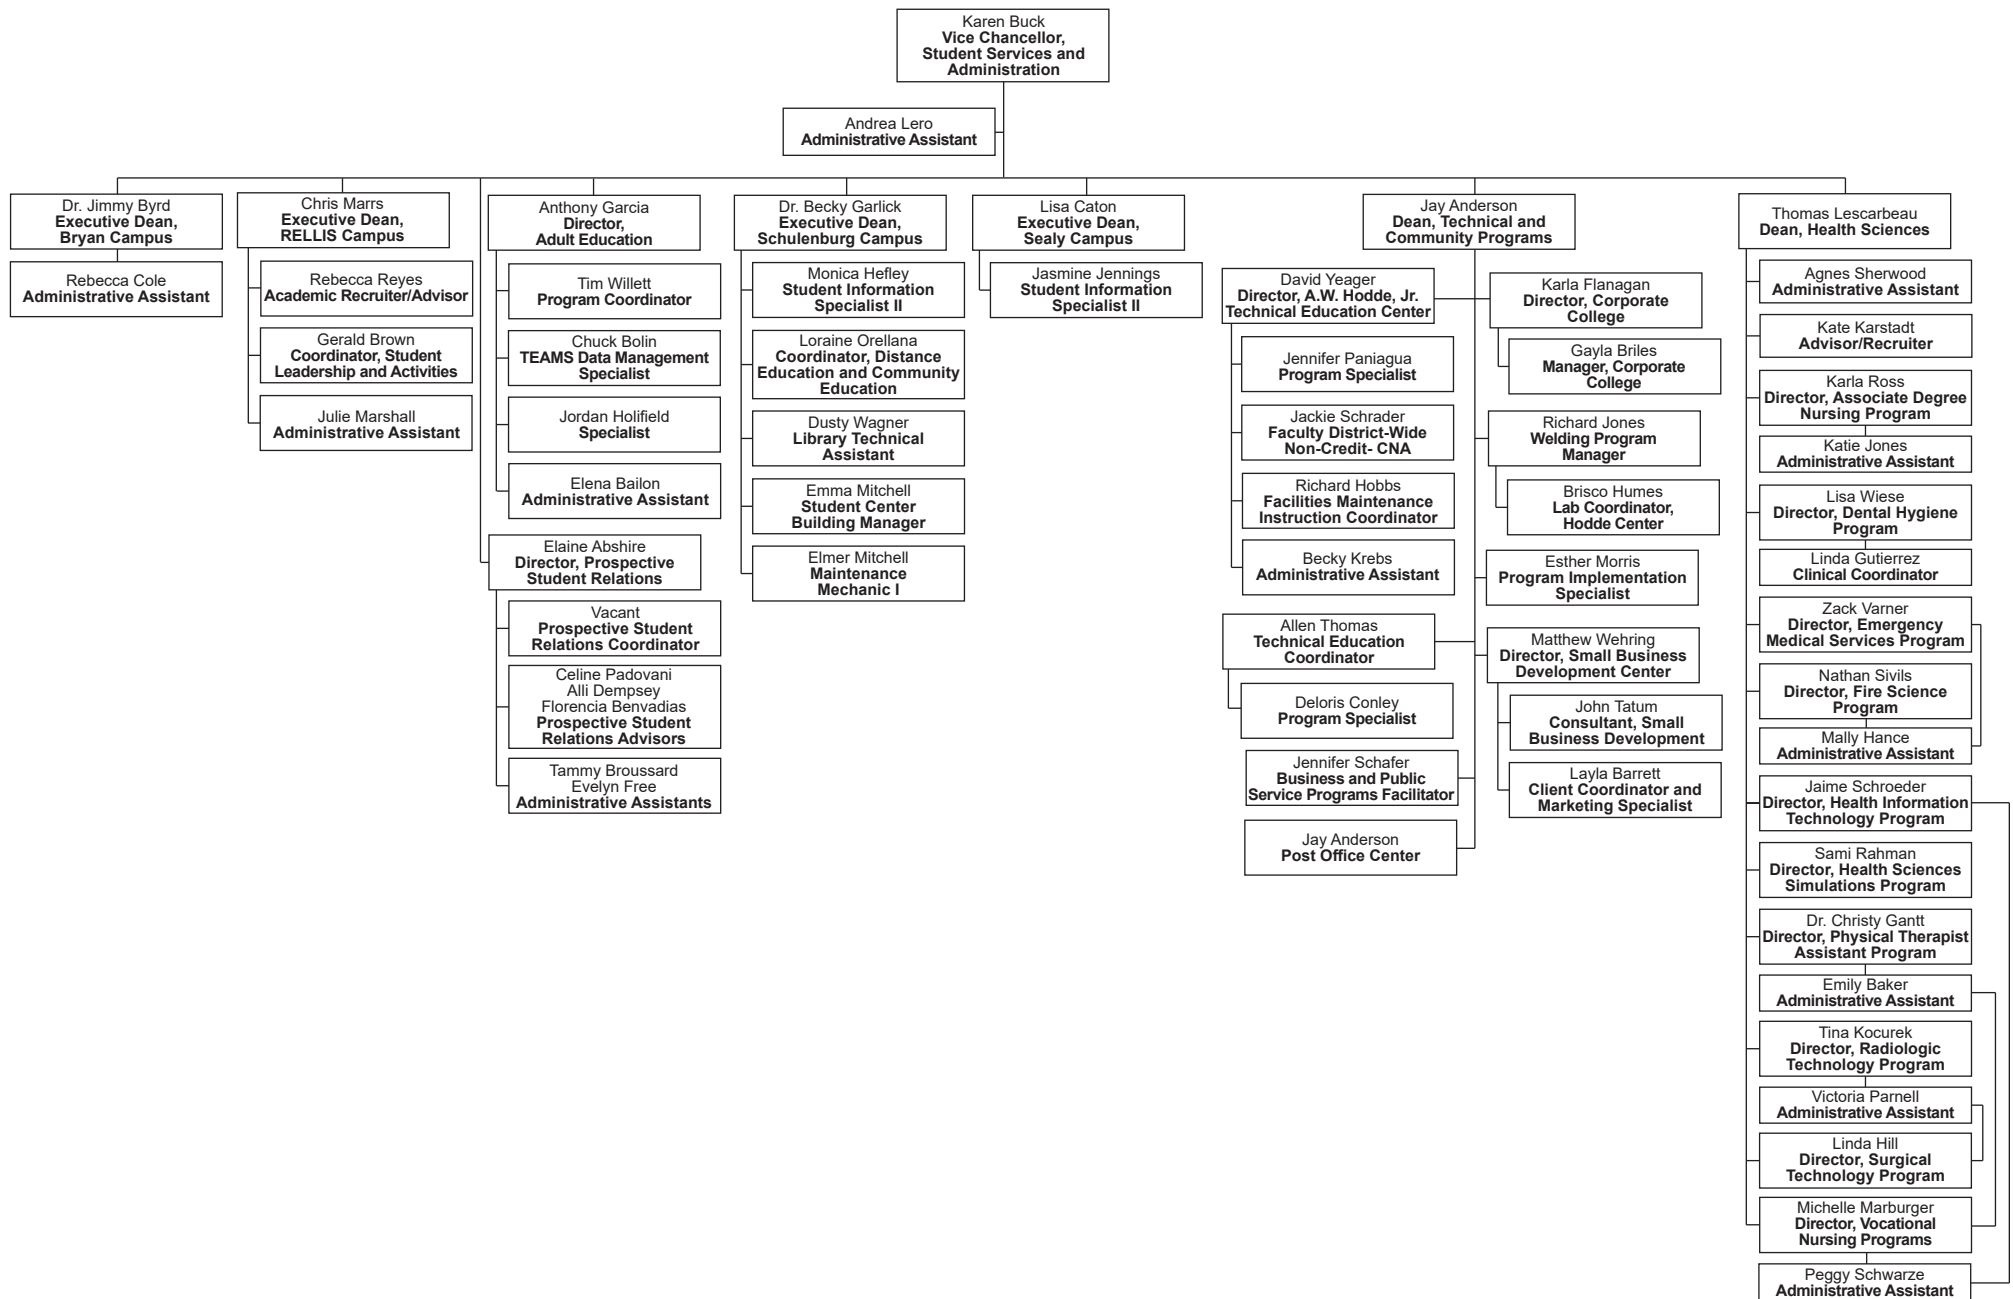 Karen Buck
Vice Chancellor,
Student Services and
Administration
Andrea Lero
Administrative Assistant
Dr. Jimmy Byrd
Executive Dean,
Bryan Campus
Rebecca Cole
Administrative Assistant
Chris Marrs
Executive Dean,
RELLIS Campus
Rebecca Reyes
Academic Recruiter/Advisor
Gerald Brown
Coordinator, Student
Leadership and Activities
Julie Marshall
Administrative Assistant
Anthony Garcia
Director,
Adult Education
Tim Willett
Program Coordinator
Chuck Bolin
TEAMS Data Management
Specialist
Jordan Holifield
Specialist
Elena Bailon
Administrative Assistant
Elaine Abshire
Director, Prospective
Student Relations
Vacant
Prospective Student
Relations Coordinator
Celine Padovani
Alli Dempsey
Florencia Benvadias
Prospective Student
Relations Advisors
Tammy Broussard
Evelyn Free
Administrative Assistants
Dr. Becky Garlick
Executive Dean,
Schulenburg Campus
Monica Hefley
Student Information
Specialist II
Loraine Orellana
Coordinator, Distance
Education and Community
Education
Dusty Wagner
Library Technical
Assistant
Emma Mitchell
Student Center
Building Manager
Elmer Mitchell
Maintenance
Mechanic I
Lisa Caton
Executive Dean,
Sealy Campus
Jasmine Jennings
Student Information
Specialist II
Jay Anderson
Dean, Technical and
Community Programs
David Yeager
Director, A.W. Hodde, Jr.
Technical Education Center
Jennifer Paniagua
Program Specialist
Jackie Schrader
Faculty District-Wide
Non-Credit- CNA
Richard Hobbs
Facilities Maintenance
Instruction Coordinator
Becky Krebs
Administrative Assistant
Allen Thomas
Technical Education
Coordinator
Deloris Conley
Program Specialist
Jennifer Schafer
Business and Public
Service Programs Facilitator
Jay Anderson
Post Office Center
Karla Flanagan
Director, Corporate
College
Gayla Briles
Manager, Corporate
College
Richard Jones
Welding Program
Manager
Brisco Humes
Lab Coordinator,
Hodde Center
Esther Morris
Program Implementation
Specialist
Matthew Wehring
Director, Small Business
Development Center
John Tatum
Consultant, Small
Business Development
Layla Barrett
Client Coordinator and
Marketing Specialist
Thomas Lescarbeau
Dean, Health Sciences
Agnes Sherwood
Administrative Assistant
Kate Karstadt
Advisor/Recruiter
Karla Ross
Director, Associate Degree
Nursing Program
Katie Jones
Administrative Assistant
Lisa Wiese
Director, Dental Hygiene
Program
Linda Gutierrez
Clinical Coordinator
Zack Varner
Director, Emergency
Medical Services Program
Nathan Sivils
Director, Fire Science
Program
Mally Hance
Administrative Assistant
Jaime Schroeder
Director, Health Information
Technology Program
Sami Rahman
Director, Health Sciences
Simulations Program
Dr. Christy Gantt
Director, Physical Therapist
Assistant Program
Emily Baker
Administrative Assistant
Tina Kocurek
Director, Radiologic
Technology Program
Victoria Parnell
Administrative Assistant
Linda Hill
Director, Surgical
Technology Program
Michelle Marburger
Director, Vocational
Nursing Programs
Peggy Schwarze
Administrative Assistant